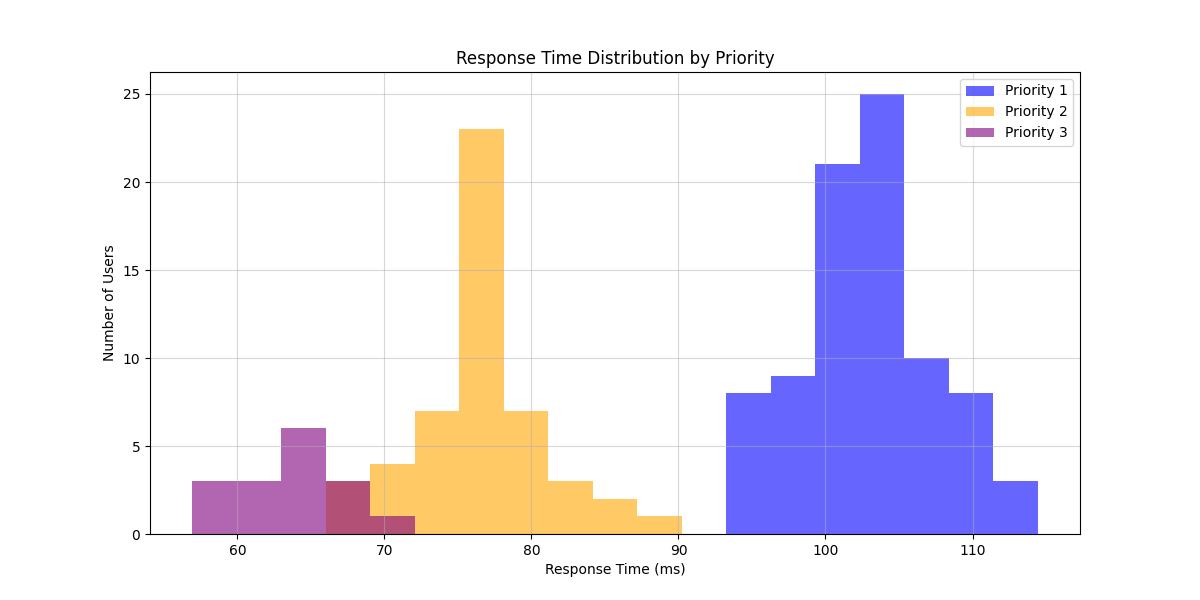 Response Time Distribution by Priority
Number of Users
25
20
15
10
5
0
Priority 1
Priority 2
Priority 3
60 70 80 90 100 110
Response Time (ms)